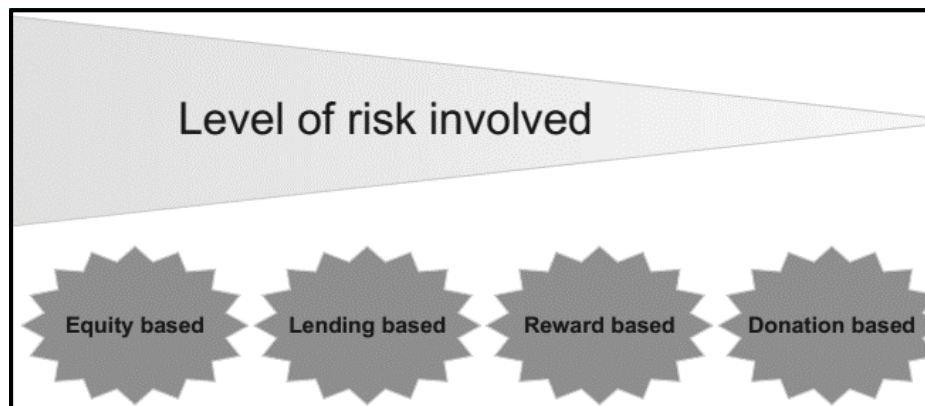 Level of risk involved
Equity based
Lending based
Reward based
Donation based